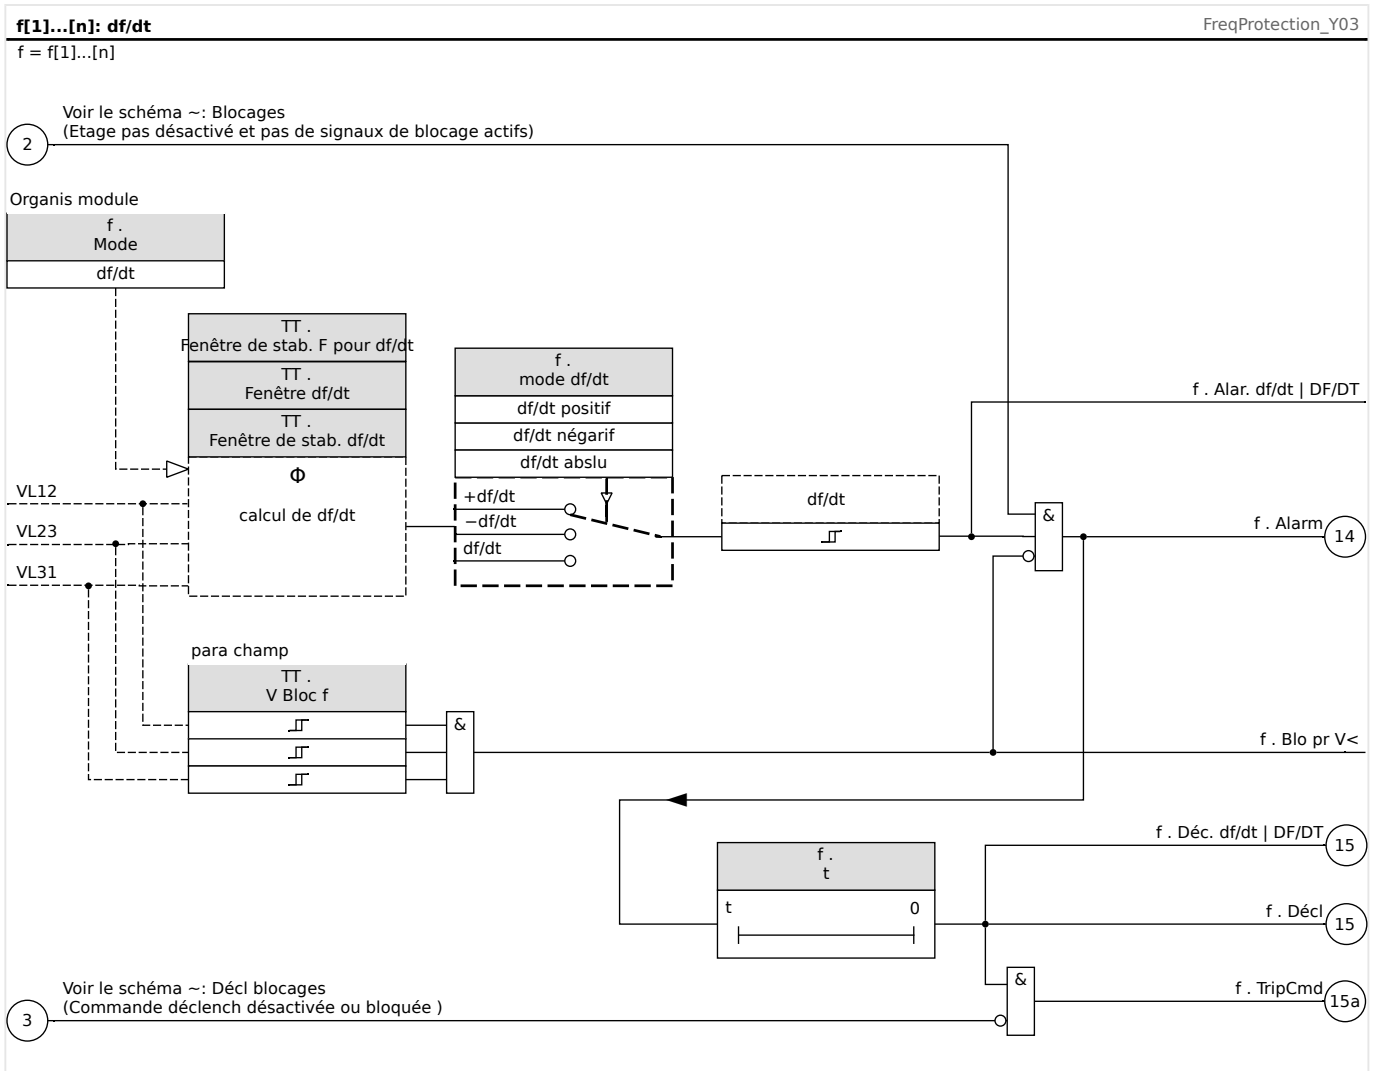 f[1]...[n]: df/dt
FreqProtection_Y03
f = f[1]...[n]
Voir le schéma ~: Blocages
(Etage pas désactivé et pas de signaux de blocage actifs)
2
Organis module
f .
Mode
df/dt
TT .
Fenêtre de stab. F pour df/dt
TT .
Fenêtre df/dt
TT .
Fenêtre de stab. df/dt
Φ
calcul de df/dt
VL12
VL23
VL31
f .
mode df/dt
df/dt positif
df/dt négarif
df/dt abslu
+df/dt
−df/dt
df/dt
df/dt
f . Alar. df/dt | DF/DT
&
f . Alarm
14
para champ
TT .
V Bloc f
&
f . Blo pr V<
f .
t
t
0
f . Déc. df/dt | DF/DT
15
f . Décl
15
&
f . TripCmd
15a
Voir le schéma ~: Décl blocages
(Commande déclench désactivée ou bloquée )
3